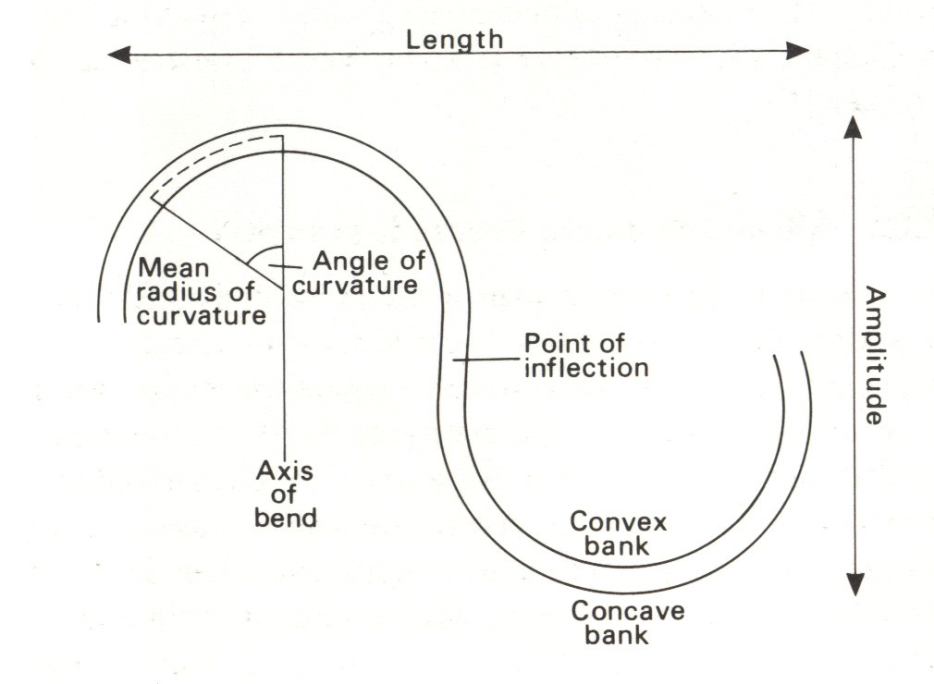 Length
Mean
radius of
curvature
Angle of
curvature
Point of
inflection
Amplitude
Axis
of
bend
Convex
bank
Concave
bank